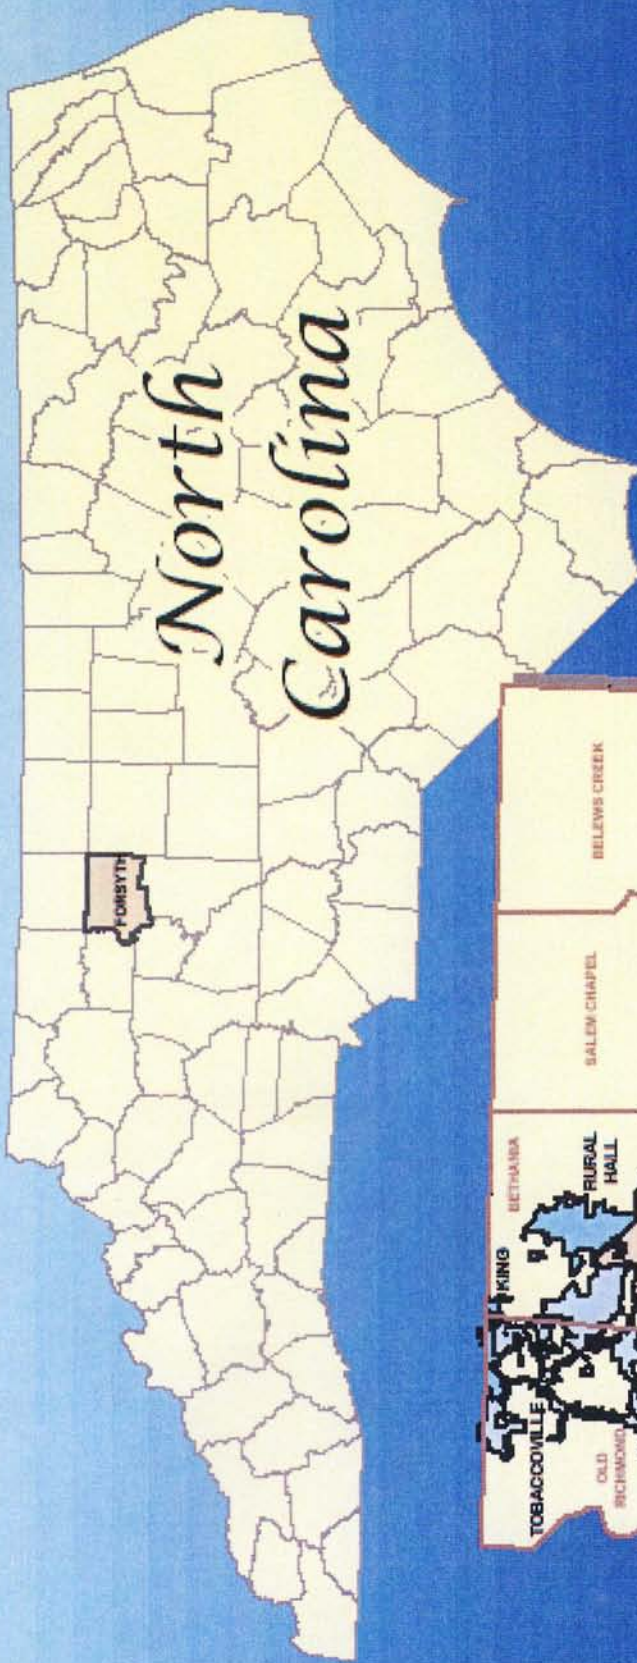 North
Carolina
FORSYTH
KING
BETHANIA
RURAL
HALL
SALEM CHAPEL
BELEWS CREEK
TOBACCOVILLE
OLD
RICHMOND